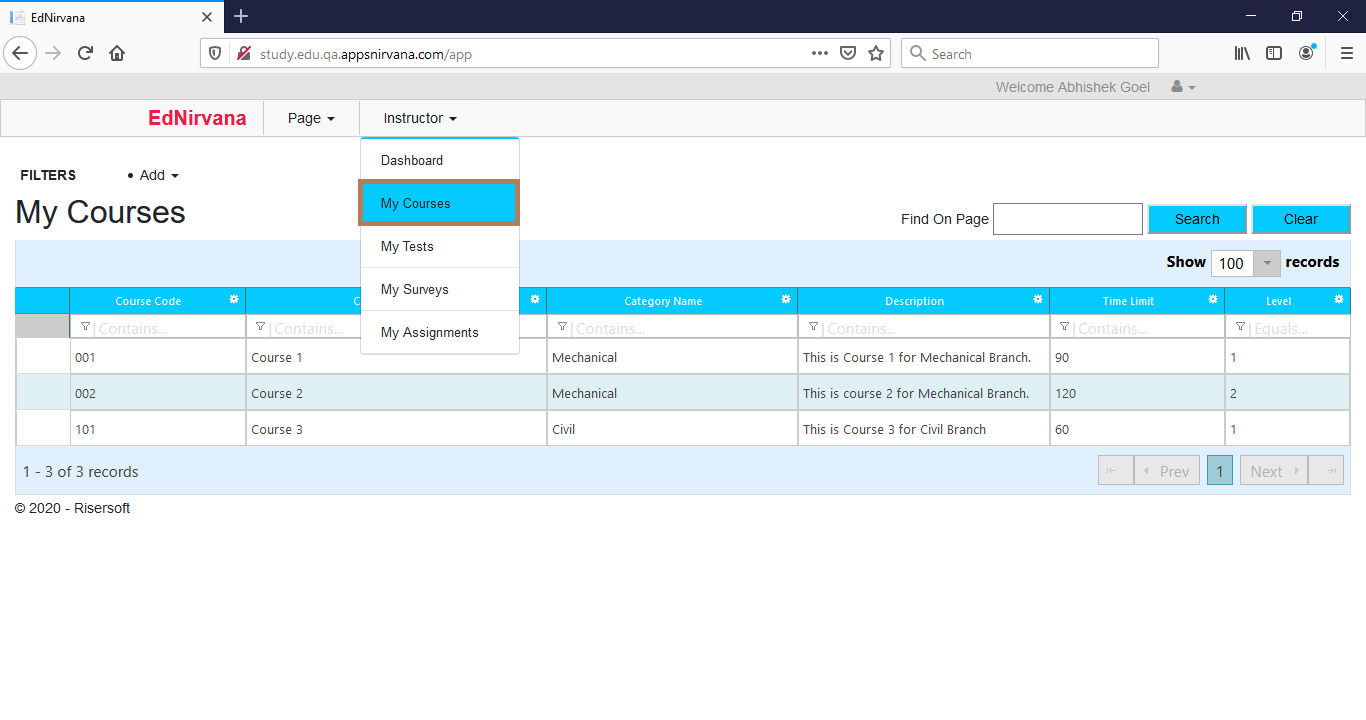 EdNirvana
study.edu.qa.appsnirvana.com/app
Search
Welcome Abhishek Goel
EdNirvana Page Instructor
Dashboard
My Courses
My Tests
My Surveys
My Assignments
FILTERS • Add
My Courses
Find On Page Search Clear
Show 100 records
Course Code C Category Name Description Time Limit Level
Contains... Contains... Contains... Contains... Contains... Equals...
001 Course 1 Mechanical This is Course 1 for Mechanical Branch. 90 1
002 Course 2 Mechanical This is course 2 for Mechanical Branch. 120 2
101 Course 3 Civil This is Course 3 for Civil Branch 60 1
1 - 3 of 3 records Prev 1 Next
© 2020 - Risersoft